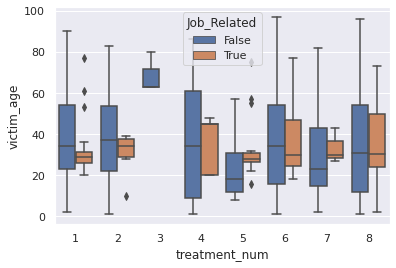 Job_Related
False
True
100
80
60
40
20
0
victim_age
1 2 3 4 5 6 7 8
treatment_num